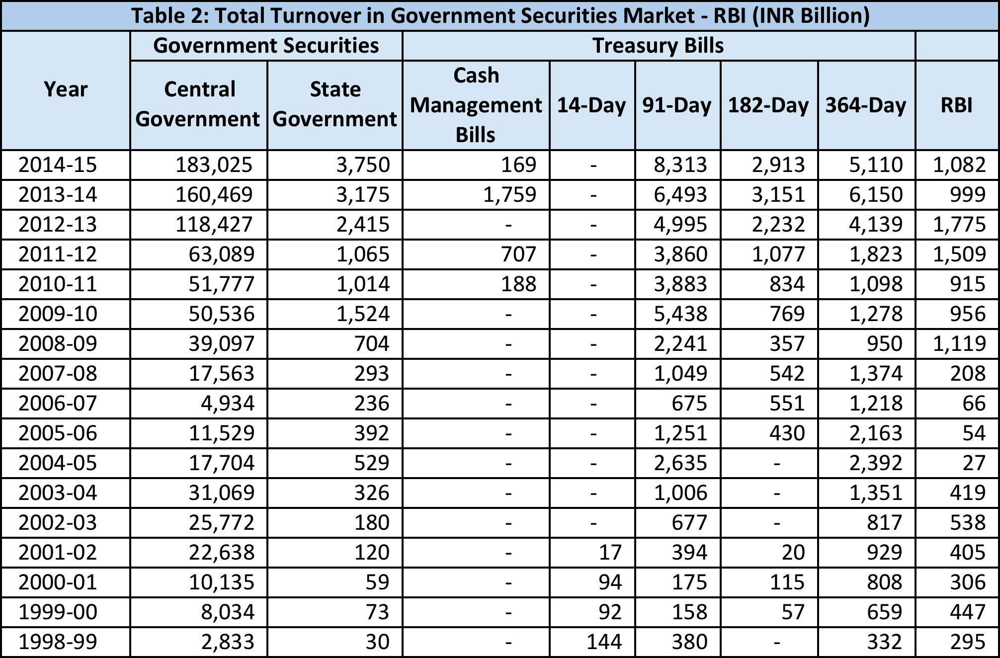 Table 2: Total Turnover in Government Securities Market - RBI (INR Billion)
Year Government Securities Treasury Bills
Central Government State Government Cash Management Bills 14-Day 91-Day 182-Day 364-Day RBI
2014-15 183,025 3,750 169 - 8,313 2,913 5,110 1,082
2013-14 160,469 3,175 1,759 - 6,493 3,151 6,150 999
2012-13 118,427 2,415 - - 4,995 2,232 4,139 1,775
2011-12 63,089 1,065 707 - 3,860 1,077 1,823 1,509
2010-11 51,777 1,014 188 - 3,883 834 1,098 915
2009-10 50,536 1,524 - - 5,438 769 1,278 956
2008-09 39,097 704 - - 2,241 357 950 1,119
2007-08 17,563 293 - - 1,049 542 1,374 208
2006-07 4,934 236 - - 675 551 1,218 66
2005-06 11,529 392 - - 1,251 430 2,163 54
2004-05 17,704 529 - - 2,635 - 2,392 27
2003-04 31,069 326 - - 1,006 - 1,351 419
2002-03 25,772 180 - - 677 - 817 538
2001-02 22,638 120 - 17 394 20 929 405
2000-01 10,135 59 - 94 175 115 808 306
1999-00 8,034 73 - 92 158 57 659 447
1998-99 2,833 30 - 144 380 - 332 295